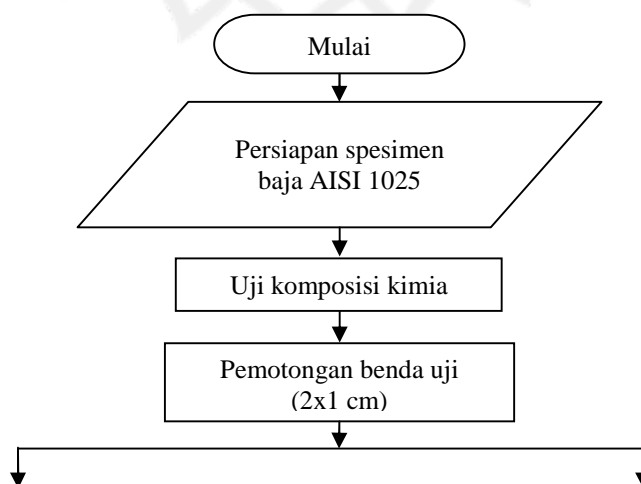 Mulai
Persiapan spesimen
baja AISI 1025
Uji komposisi kimia
Pemotongan benda uji
(2x1 cm)